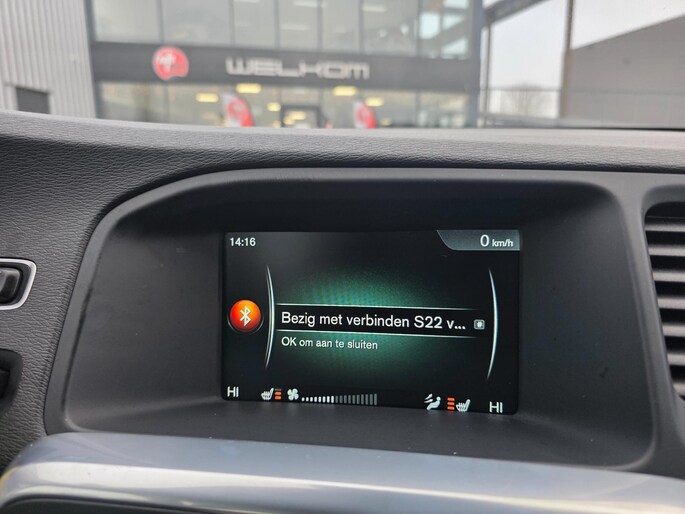 WELKOM
14:16
0 km/h
Bezig met verbinden S22 v...
OK om aan te sluiten
HI
HI